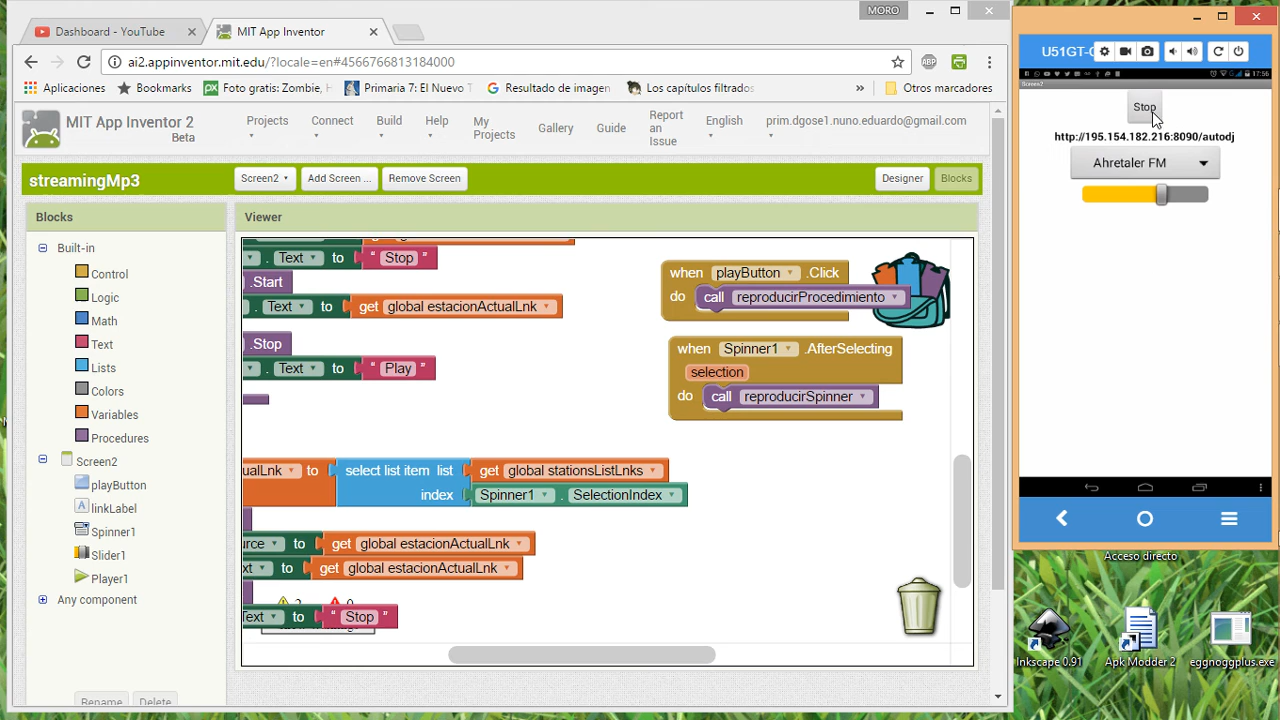 MORO
Dashboard - YouTube
MIT App Inventor
ai2.appinventor.mit.edu/?locale=en#4566766813184000
ABP
Aplicaciones
Bookmarks
px
Foto gratis: Zombie,
Primaria 7: El Nuevo T
Resultado de imagen
Los capítulos filtrados
»
Otros marcadores
MIT App Inventor 2
Beta
Projects
Connect
Build
Help
My Projects
Gallery
Guide
Report an Issue
English
prim.dgose1.nuno.eduardo@gmail.com
streamingMp3
Screen2
Add Screen ...
Remove Screen
Designer
Blocks
Blocks
Viewer
Built-in
Control
Logic
Math
Text
Lists
Colors
Variables
Procedures
Screen2
playButton
linkLabel
Spinner1
Slider1
Player1
Any component
Rename
Delete
. Text to " Stop "
.Start
. Text to get global estacionActualLnk
.Stop
. Text to " Play "
when playButton .Click
do call reproducirProcedimiento
when Spinner1 .AfterSelecting
selection
do call reproducirSpinner
ualLnk to select list item list get global stationsListLnks
index Spinner1 . SelectionIndex
urce to get global estacionActualLnk
ext to get global estacionActualLnk
Text to " Stop "
U51GT-C
17:56
Screen2
Stop
http://195.154.182.216:8090/autodj
Ahretaler FM
Acceso directo
Inkscape 0.91
Apk Modder 2
eggnoggplus.exe